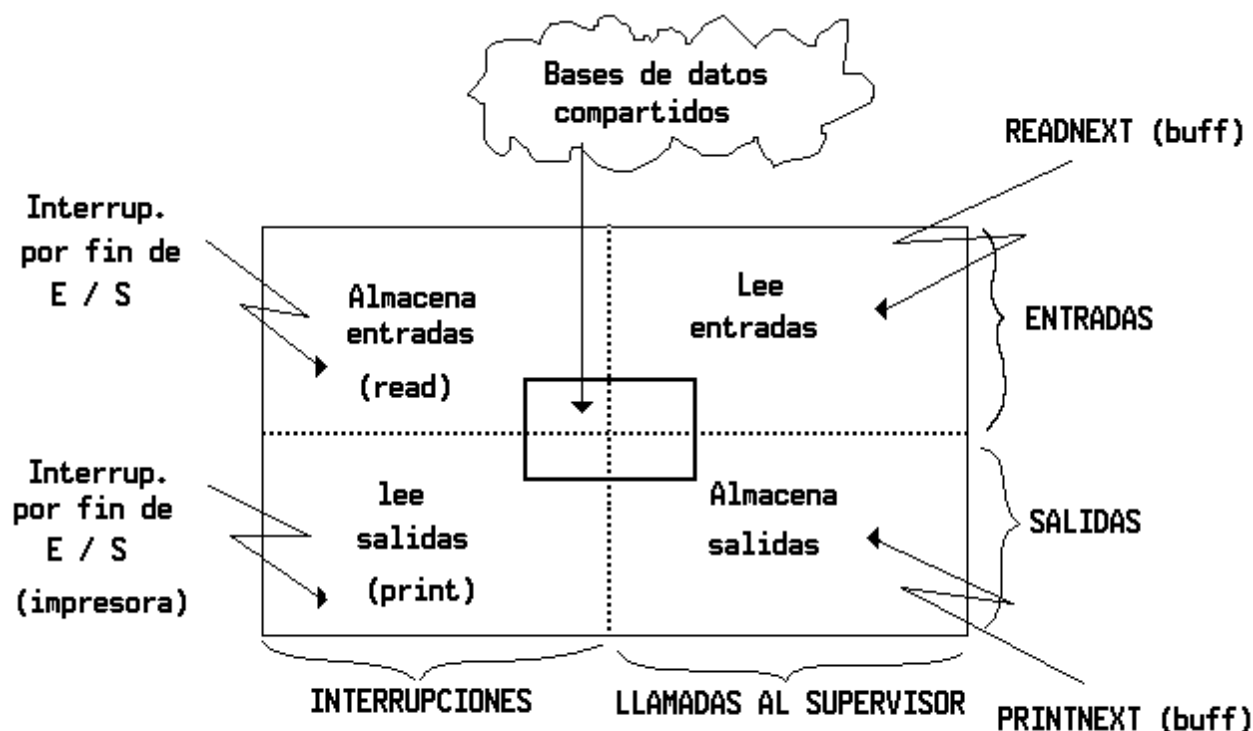 Bases de datos
compartidos
READNEXT (buff)
Interrup.
por fin de
E / S
Almacena
entradas
(read)
Lee
entradas
ENTRADAS
Interrup.
por fin de
E / S
(impresora)
lee
salidas
(print)
Almacena
salidas
SALIDAS
INTERRUPCIONES
LLAMADAS AL SUPERVISOR
PRINTNEXT (buff)